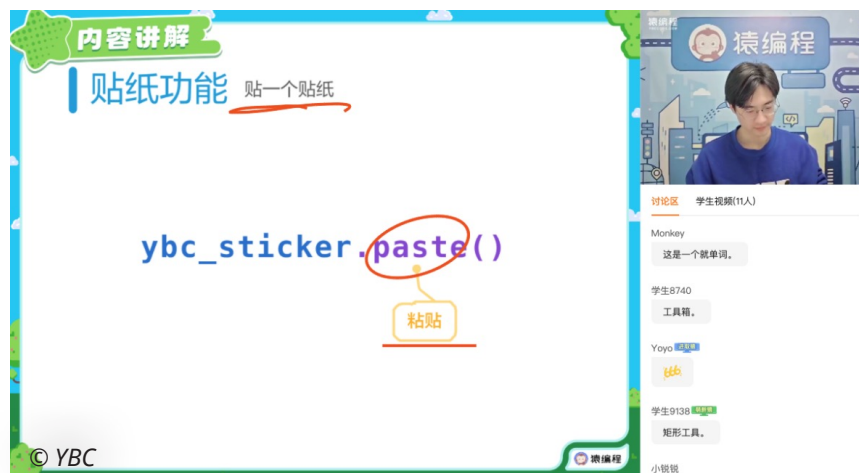 内容讲解
贴纸功能 贴一个贴纸
ybc_sticker.paste()
粘贴
© YBC
猿编程
猿编程
猿编程
讨论区 学生视频(11人)
Monkey
这是一个就单词。
学生8740
工具箱。
Yoyo
666
学生9138
矩形工具。
小锐锐